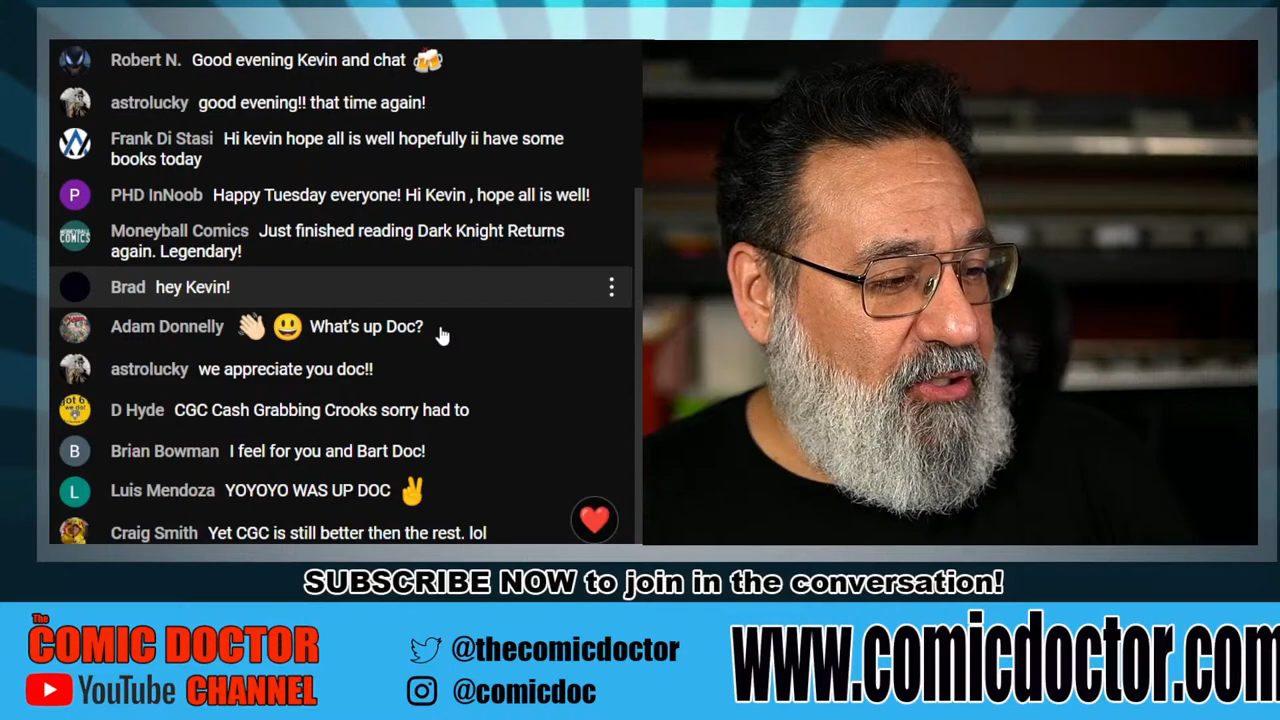 Robert N. Good evening Kevin and chat
astrolucky good evening!! that time again!
Frank Di Stasi Hi kevin hope all is well hopefully ii have some
books today
P PHD InNoob Happy Tuesday everyone! Hi Kevin , hope all is well!
Moneyball Comics Just finished reading Dark Knight Returns
again. Legendary!
Brad hey Kevin!
Adam Donnelly What's up Doc?
astrolucky we appreciate you doc!!
D Hyde CGC Cash Grabbing Crooks sorry had to
B Brian Bowman I feel for you and Bart Doc!
L Luis Mendoza YOYOYO WAS UP DOC
Craig Smith Yet CGC is still better then the rest. lol
SUBSCRIBE NOW to join in the conversation!
The
COMIC DOCTOR
YouTube CHANNEL
@thecomicdoctor
@comicdoc
www.comicdoctor.com